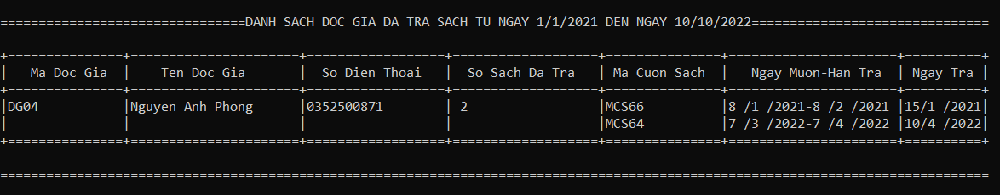 ================================DANH SACH DOC GIA DA TRA SACH TU NGAY 1/1/2021 DEN NGAY 10/10/2022===============================
+===============+======================+==================+===================+===============+======================+==========+
|   Ma Doc Gia  |    Ten Doc Gia       |  So Dien Thoai   |  So Sach Da Tra   | Ma Cuon Sach  |   Ngay Muon-Han Tra  | Ngay Tra |
+===============+======================+==================+===================+===============+======================+==========+
|DG04           |Nguyen Anh Phong      |0352500871        | 2                 |MCS66          |8 /1 /2021-8 /2 /2021 |15/1 /2021|
|               |                      |                  |                   |MCS64          |7 /3 /2022-7 /4 /2022 |10/4 /2022|
+===============+======================+==================+===================+===============+======================+==========+
=================================================================================================================================